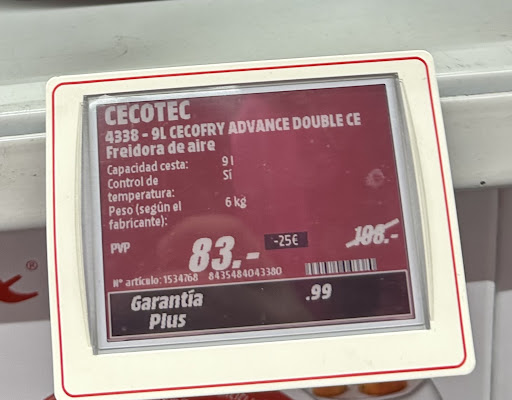 CECOTEC
4338 - 9L CECOFRY ADVANCE DOUBLE CE
Freidora de aire
Capacidad cesta: 9 l
Control de temperatura: Sí
Peso (según el fabricante): 6 kg
PVP 83.- -25€ 108.-
N° artículo: 1534768 8435484043380
Garantía Plus .99